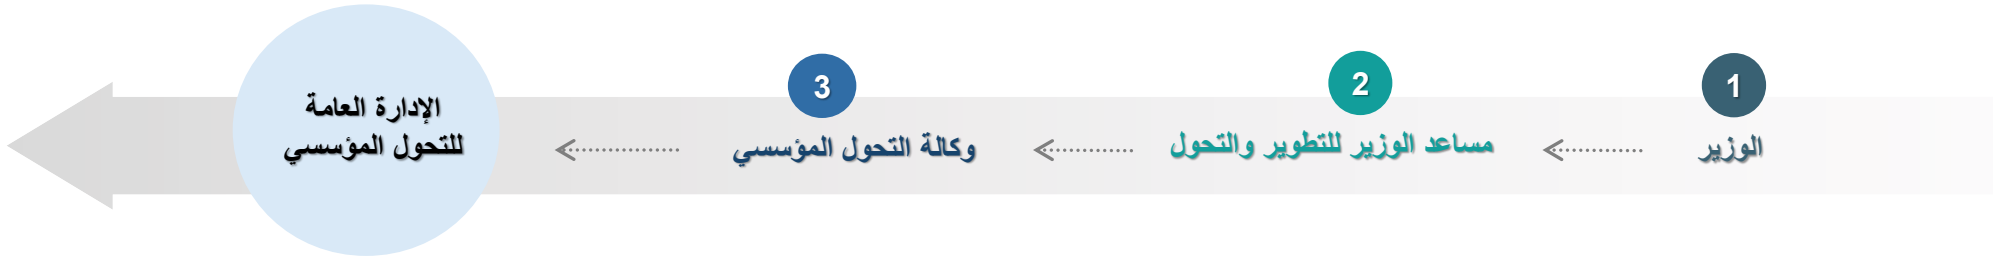 1
الوزير
2
مساعد الوزير للتطوير والتحول
3
وكالة التحول المؤسسي
الإدارة العامة
للتحول المؤسسي